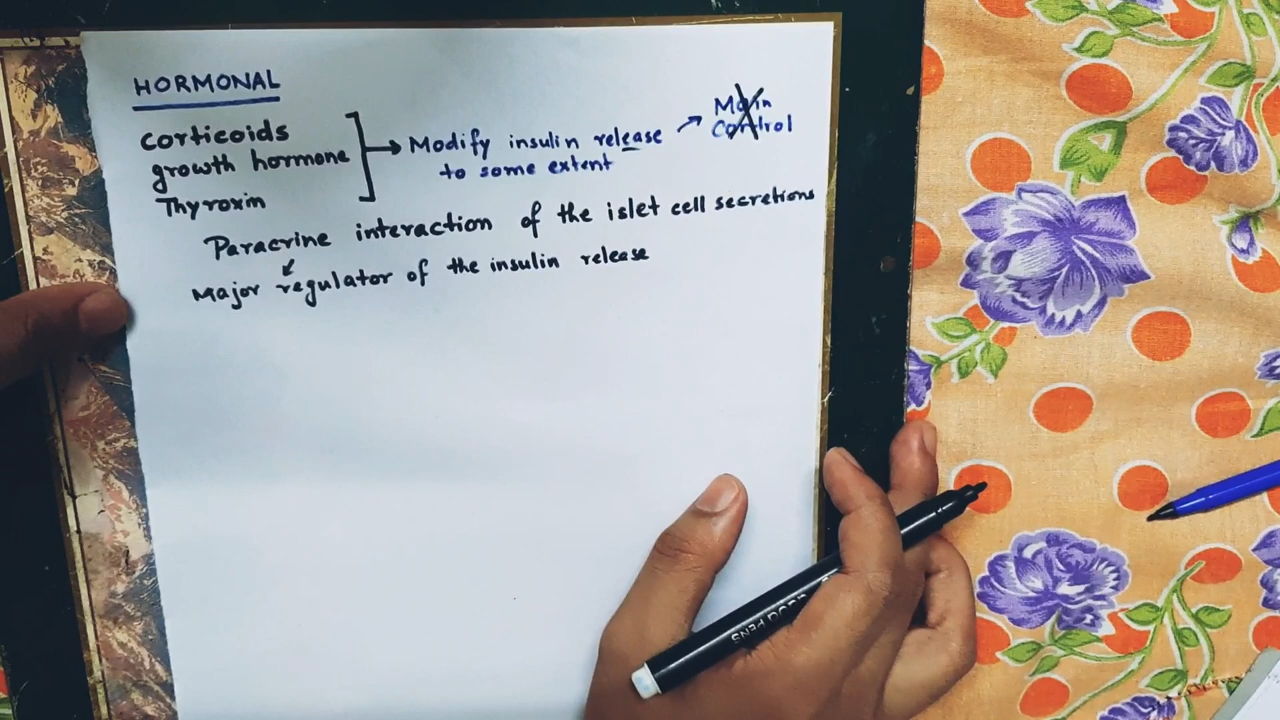 HORMONAL
Corticoids
growth hormone
Thyroxin
Modify insulin release
to some extent
Main
Control
Paracrine interaction of the islet cell secretions
Major regulator of the insulin release
PENS